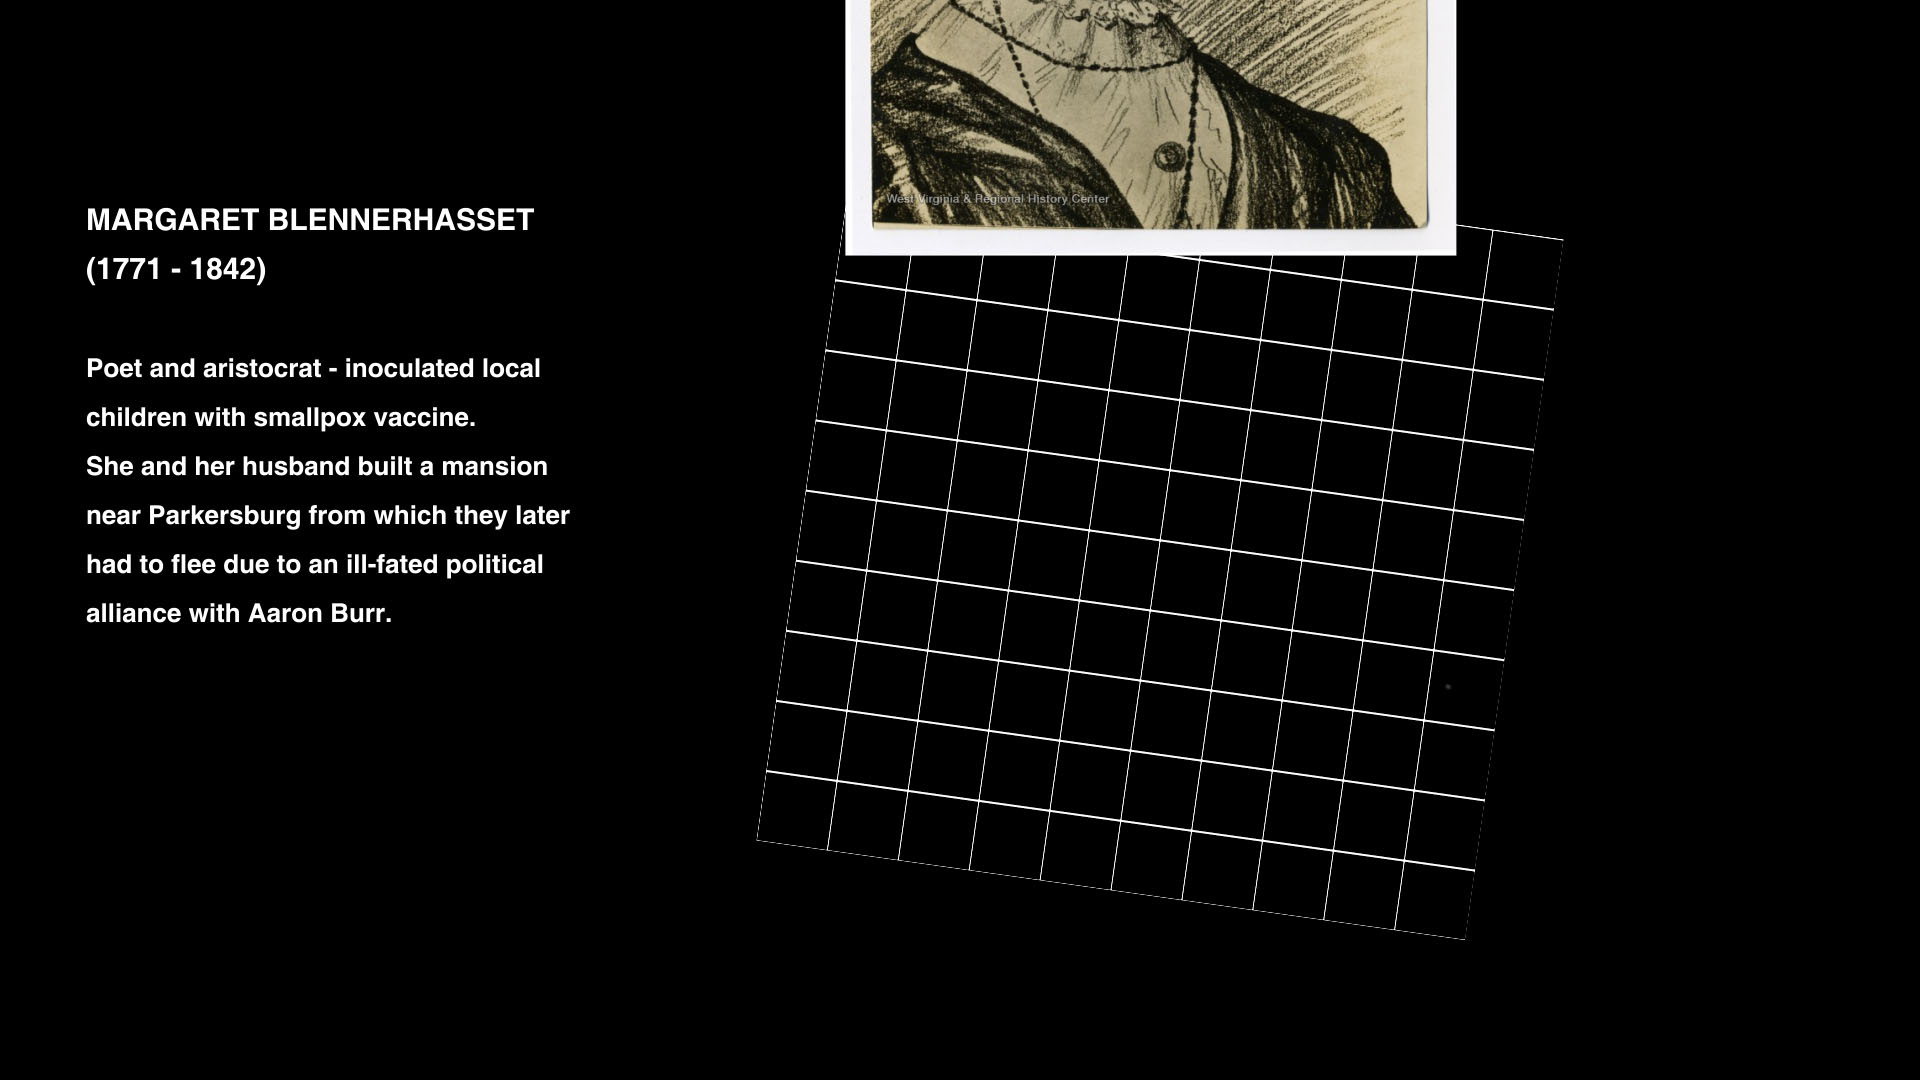 MARGARET BLENNERHASSET
(1771 - 1842)
Poet and aristocrat - inoculated local
children with smallpox vaccine.
She and her husband built a mansion
near Parkersburg from which they later
had to flee due to an ill-fated political
alliance with Aaron Burr.
West Virginia & Regional History Center